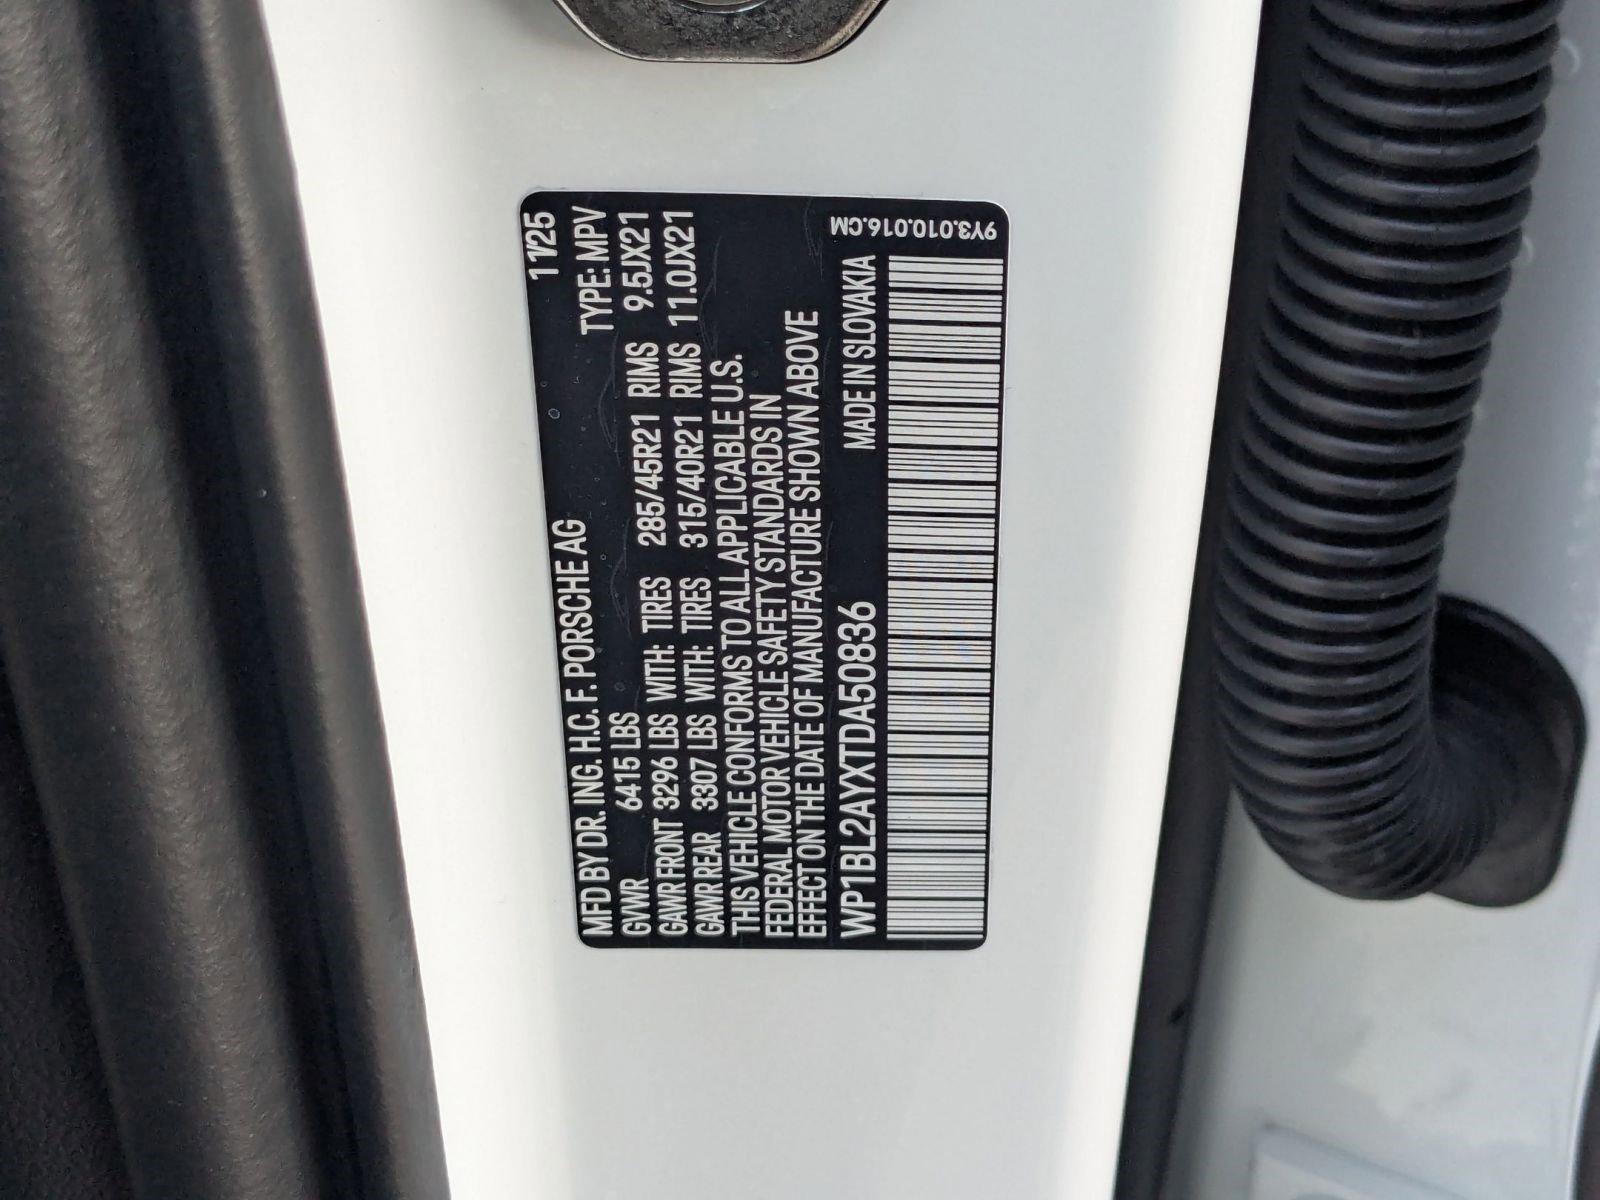 11/25
MFD BY DR. ING. H.C. F. PORSCHE AG
GVWR 6415 LBS TYPE: MPV
GAWR FRONT 3296 LBS WITH: TIRES 285/45R21 RIMS 9.5JX21
GAWR REAR 3307 LBS WITH: TIRES 315/40R21 RIMS 11.0JX21
THIS VEHICLE CONFORMS TO ALL APPLICABLE U.S.
FEDERAL MOTOR VEHICLE SAFETY STANDARDS IN
EFFECT ON THE DATE OF MANUFACTURE SHOWN ABOVE
WP1BL2AYXTDA50836 MADE IN SLOVAKIA
9Y3.010.016.CM